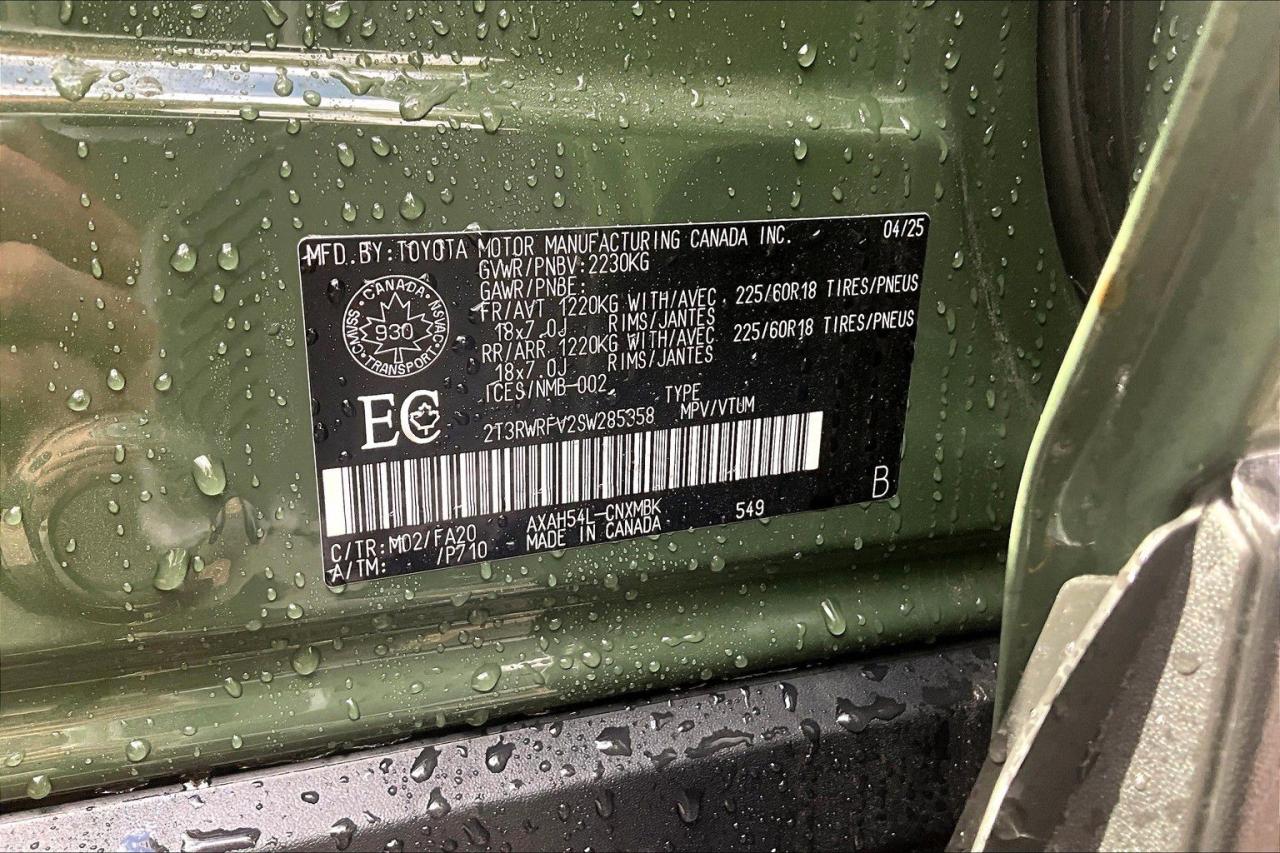 MFD. BY: TOYOTA MOTOR MANUFACTURING CANADA INC. 04/25
GVWR/PNBV: 2230KG
GAWR/PNBE:
FR/AVT 1220KG WITH/AVEC 225/60R18 TIRES/PNEUS
18x7.0J RIMS/JANTES
RR/ARR 1220KG WITH/AVEC 225/60R18 TIRES/PNEUS
18x7.0J RIMS/JANTES
ICES/NMB-002
CANADA
CMVSS NSVAC
930
TRANSPORT
EC
TYPE
2T3RWRFV2SW285358 MPV/VTUM
B
C/TR: M02/FA20 AXAH54L-CNXMBK 549
A/TM: /P710 MADE IN CANADA